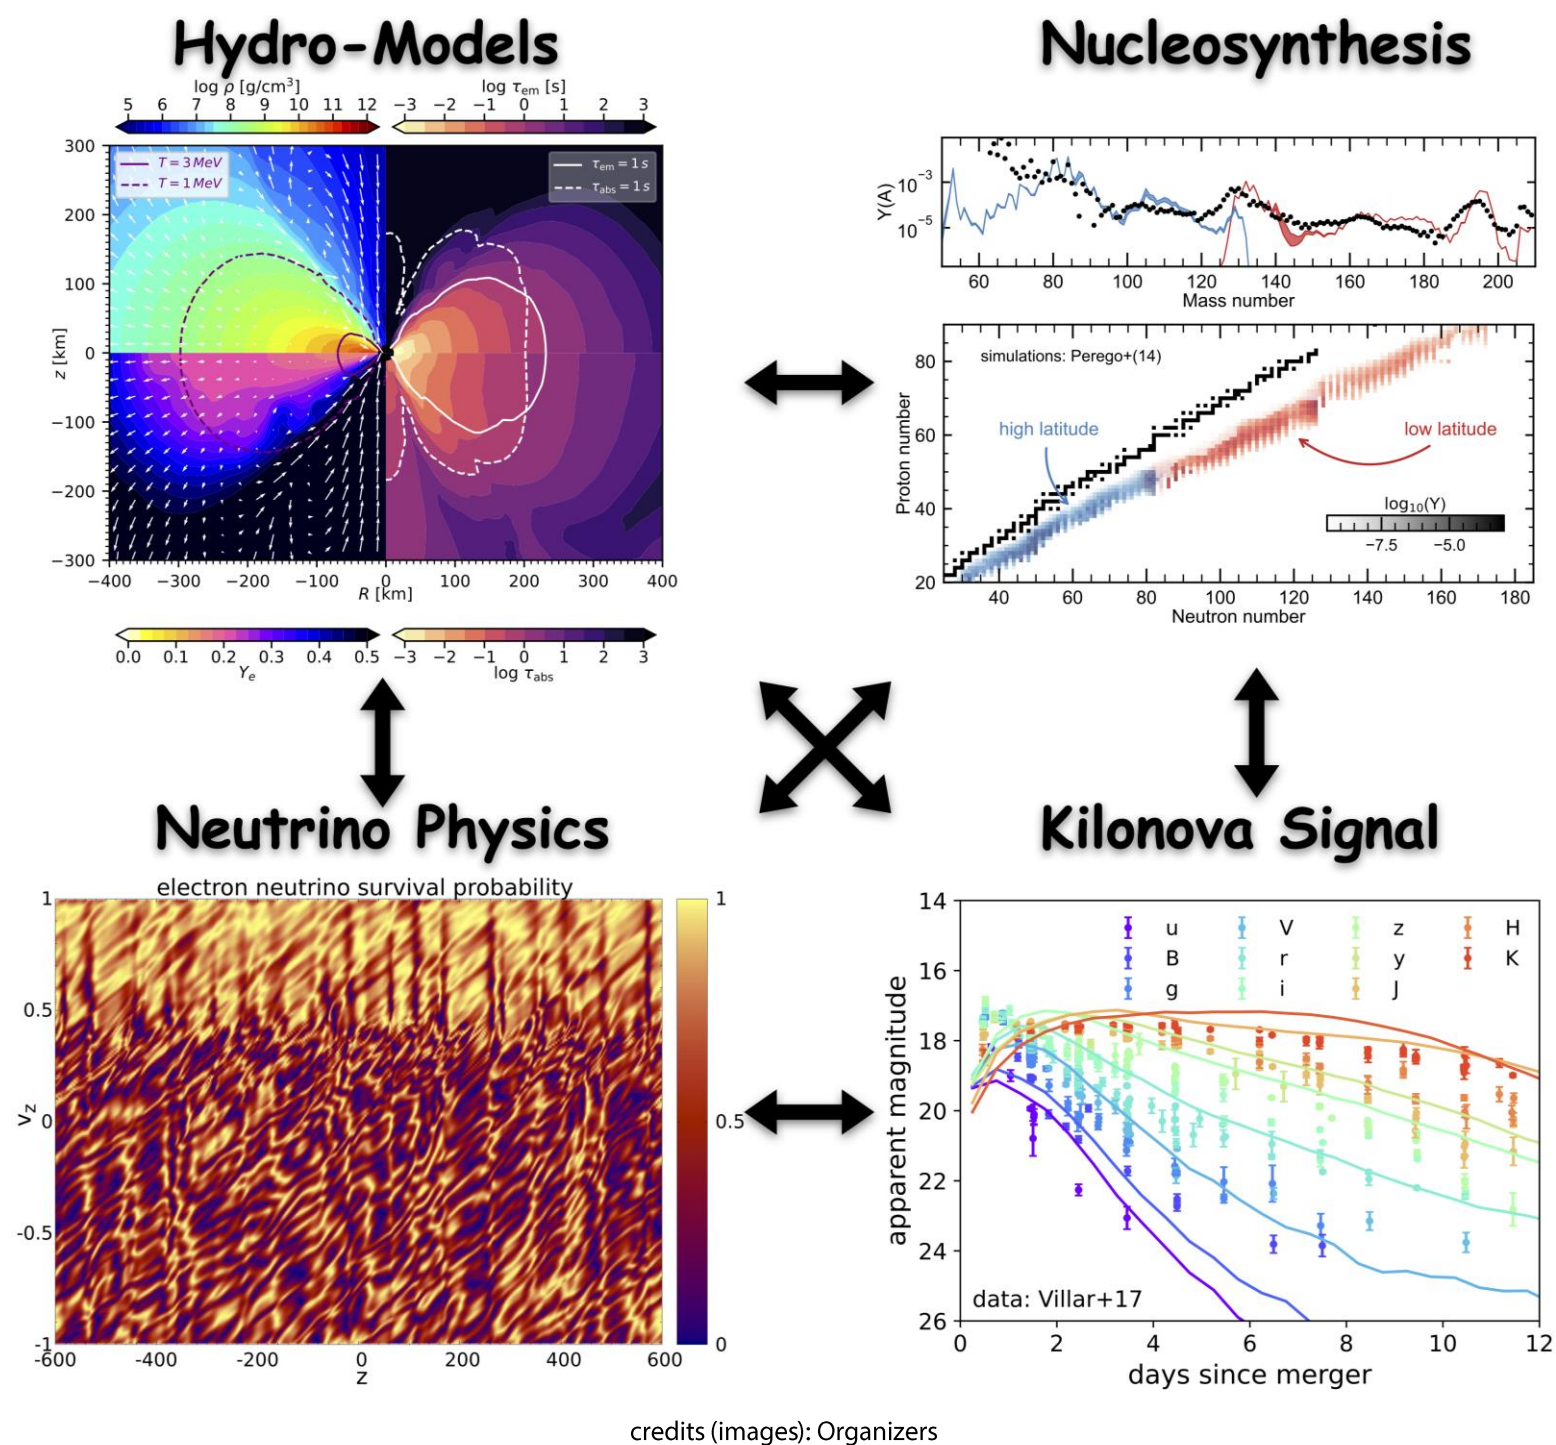 Hydro-Models
Nucleosynthesis
log ρ [g/cm³]
log τem [s]
5 6 7 8 9 10 11 12
−3 −2 −1 0 1 2 3
T = 3 MeV
T = 1 MeV
τem = 1 s
τabs = 1 s
300
200
100
0
−100
−200
−300
z [km]
−400 −300 −200 −100 0 100 200 300 400
R [km]
0.0 0.1 0.2 0.3 0.4 0.5
Ye
−3 −2 −1 0 1 2 3
log τabs
Y(A)
10⁻³
10⁻⁵
60 80 100 120 140 160 180 200
Mass number
simulations: Perego+(14)
high latitude
low latitude
log₁₀(Y)
−7.5 −5.0
Proton number
80
60
40
20
40 60 80 100 120 140 160 180
Neutron number
Neutrino Physics
Kilonova Signal
electron neutrino survival probability
1
0.5
0
-0.5
-1
vz
-600 -400 -200 0 200 400 600
z
1
0.5
0
apparent magnitude
14
16
18
20
22
24
26
u V z H
B r y K
g i J
data: Villar+17
0 2 4 6 8 10 12
days since merger
credits (images): Organizers